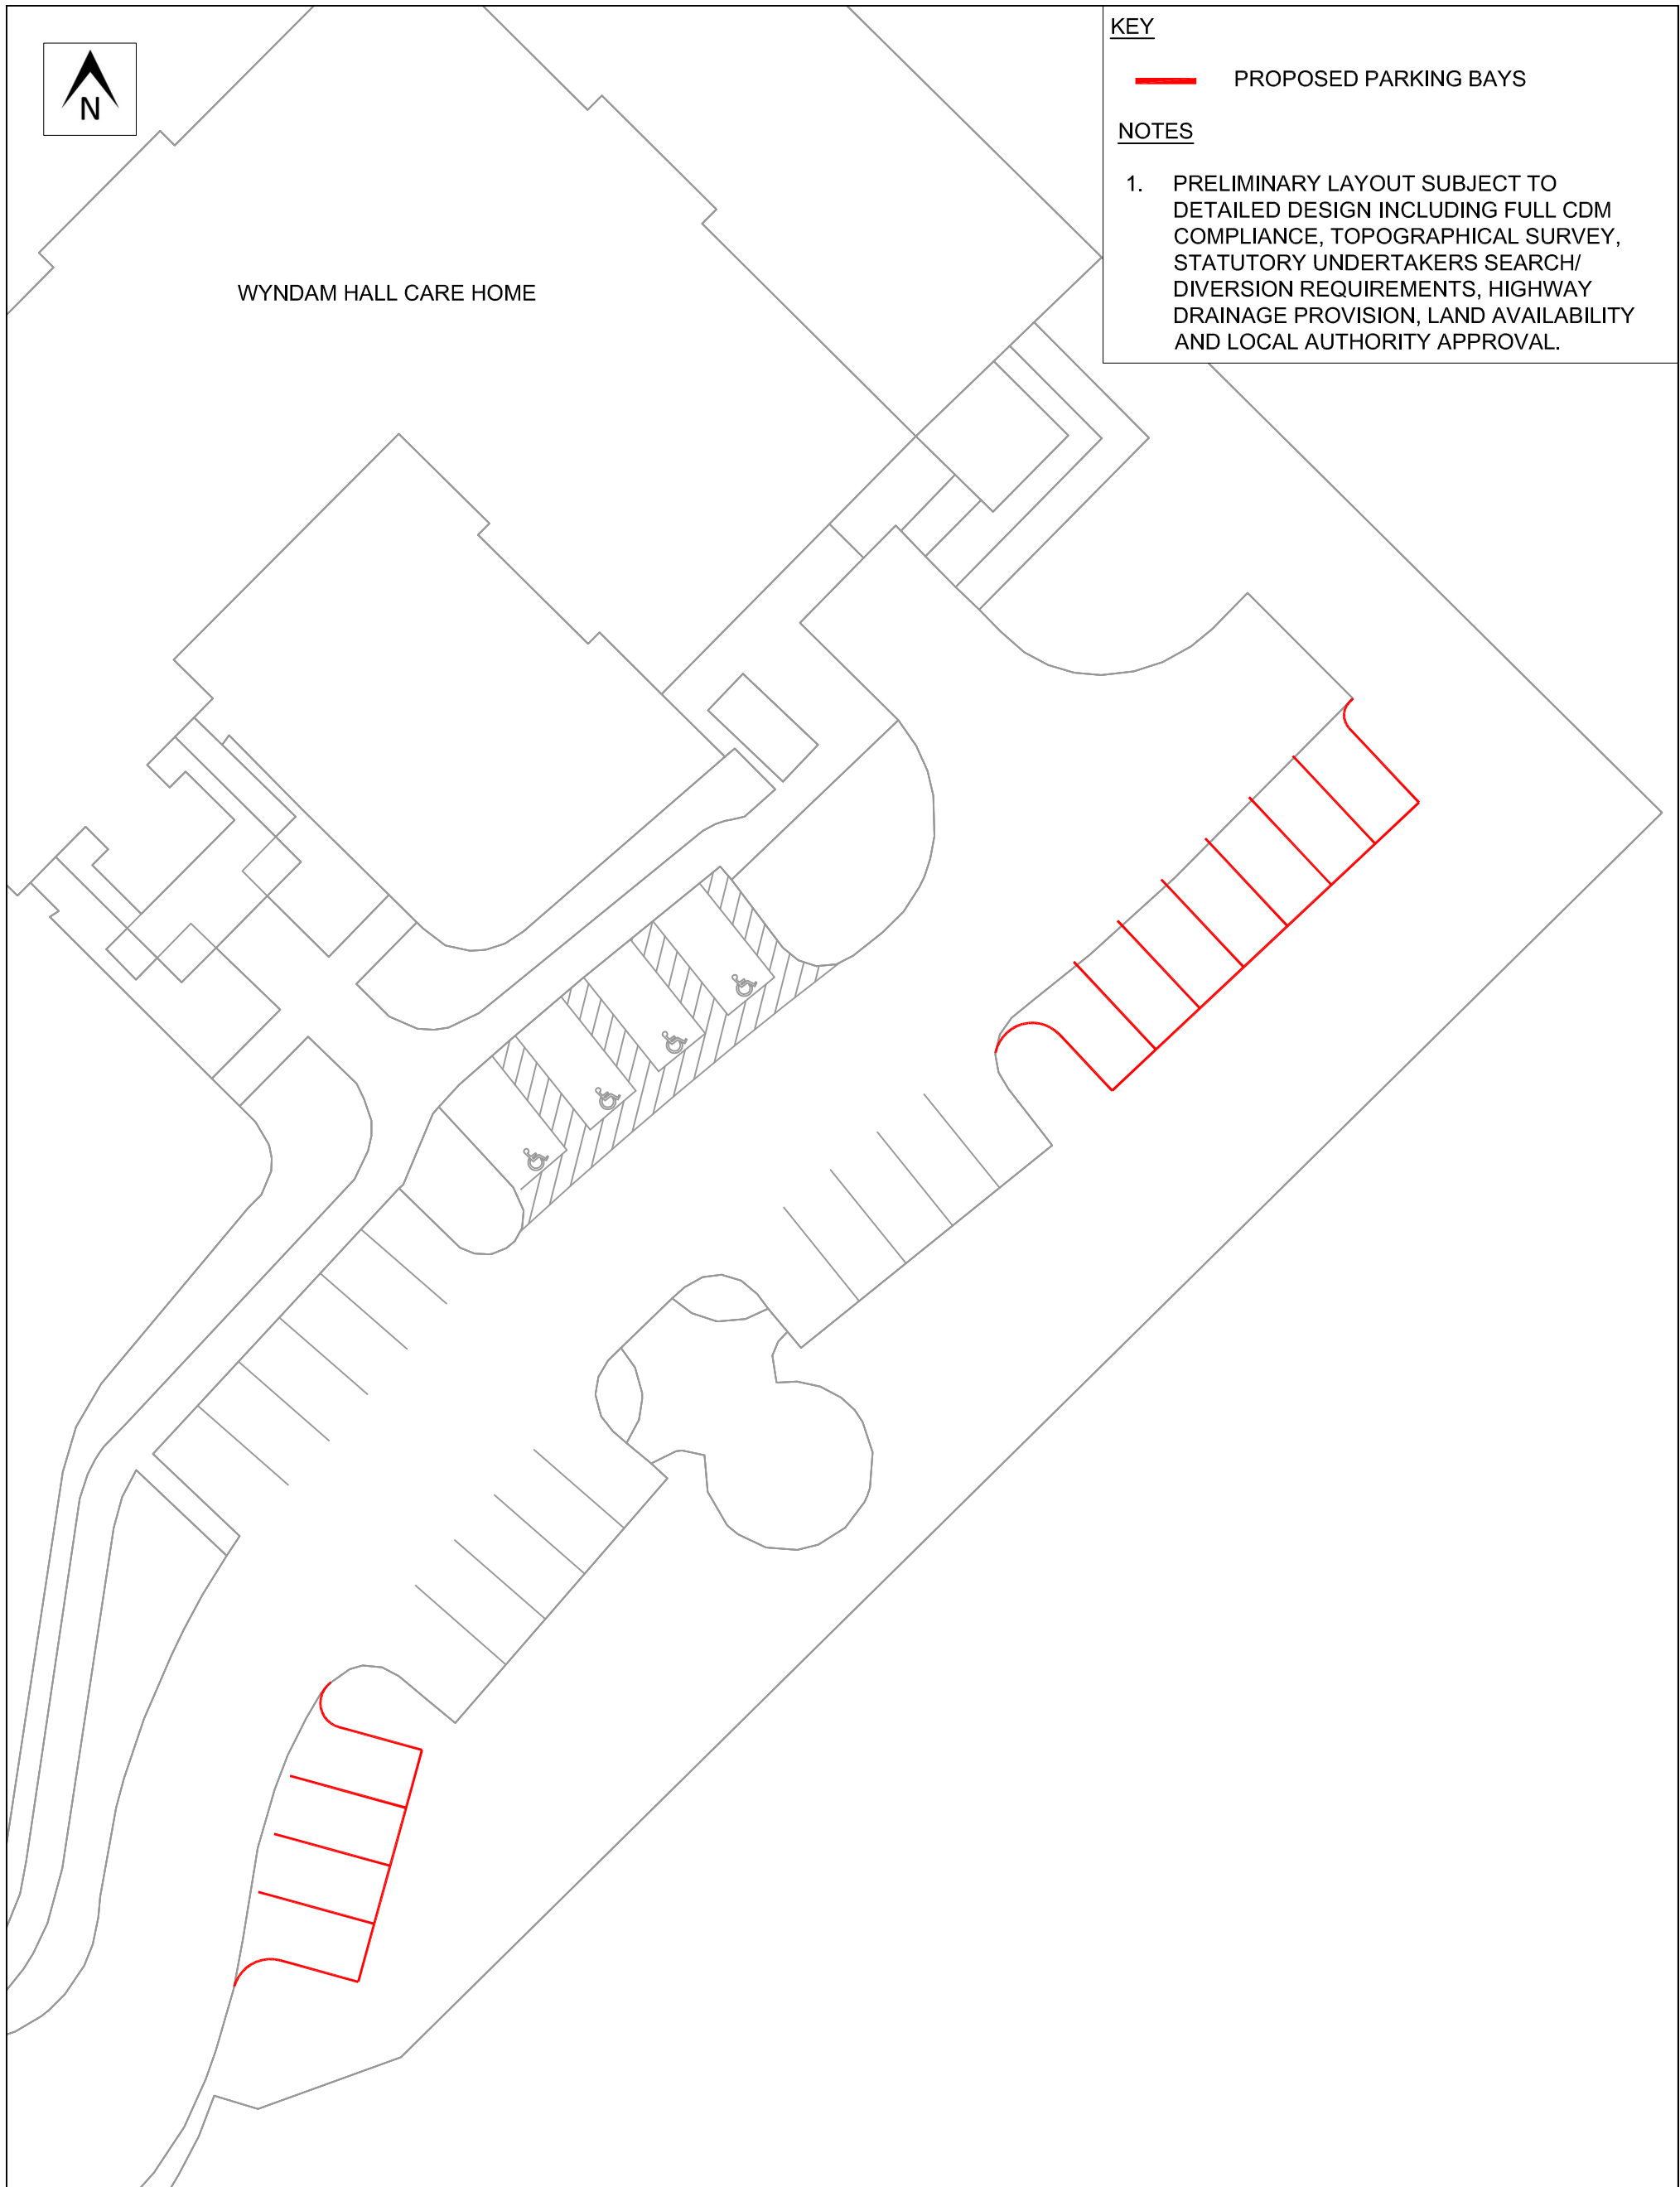 N
KEY
PROPOSED PARKING BAYS
NOTES
1. PRELIMINARY LAYOUT SUBJECT TO
DETAILED DESIGN INCLUDING FULL CDM
COMPLIANCE, TOPOGRAPHICAL SURVEY,
STATUTORY UNDERTAKERS SEARCH/
DIVERSION REQUIREMENTS, HIGHWAY
DRAINAGE PROVISION, LAND AVAILABILITY
AND LOCAL AUTHORITY APPROVAL.
WYNDAM HALL CARE HOME